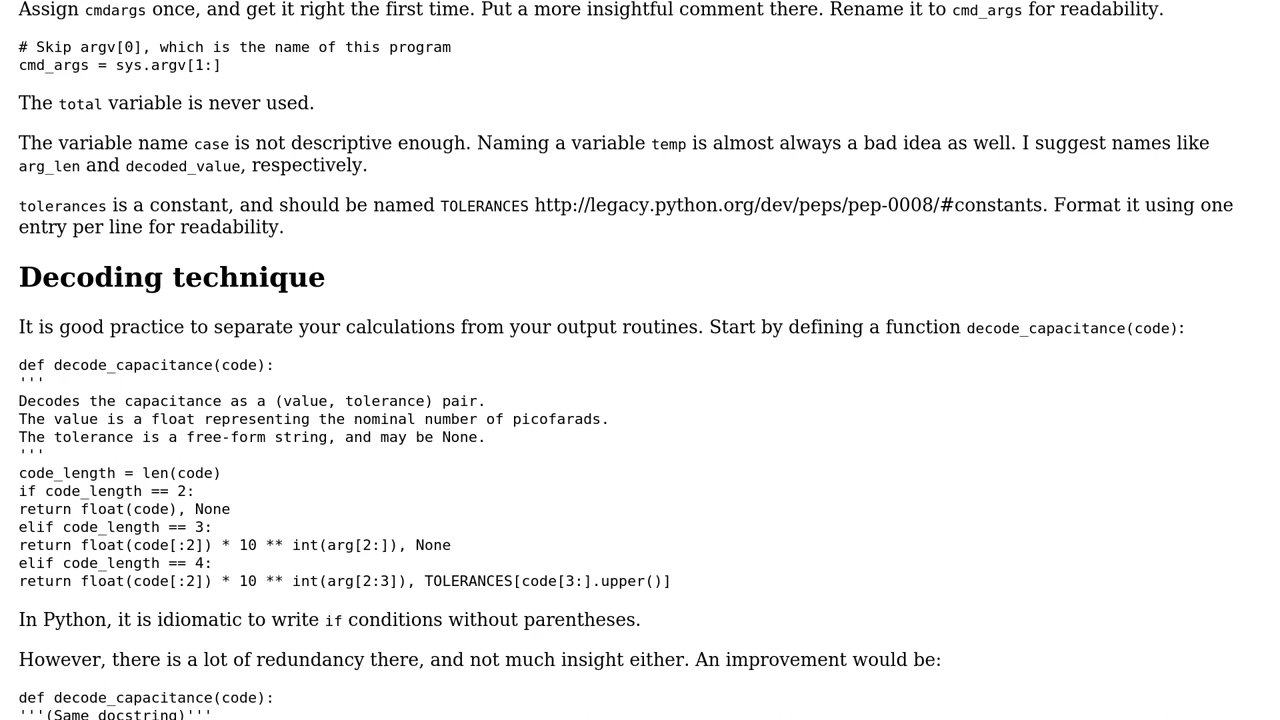 Assign cmdargs once, and get it right the first time. Put a more insightful comment there. Rename it to cmd_args for readability.
# Skip argv[0], which is the name of this program
cmd_args = sys.argv[1:]
The total variable is never used.
The variable name case is not descriptive enough. Naming a variable temp is almost always a bad idea as well. I suggest names like
arg_len and decoded_value, respectively.
tolerances is a constant, and should be named TOLERANCES http://legacy.python.org/dev/peps/pep-0008/#constants. Format it using one
entry per line for readability.
Decoding technique
It is good practice to separate your calculations from your output routines. Start by defining a function decode_capacitance(code):
def decode_capacitance(code):
'''
Decodes the capacitance as a (value, tolerance) pair.
The value is a float representing the nominal number of picofarads.
The tolerance is a free-form string, and may be None.
'''
code_length = len(code)
if code_length == 2:
return float(code), None
elif code_length == 3:
return float(code[:2]) * 10 ** int(arg[2:]), None
elif code_length == 4:
return float(code[:2]) * 10 ** int(arg[2:3]), TOLERANCES[code[3:].upper()]
In Python, it is idiomatic to write if conditions without parentheses.
However, there is a lot of redundancy there, and not much insight either. An improvement would be:
def decode_capacitance(code):
'''(Same docstring)'''